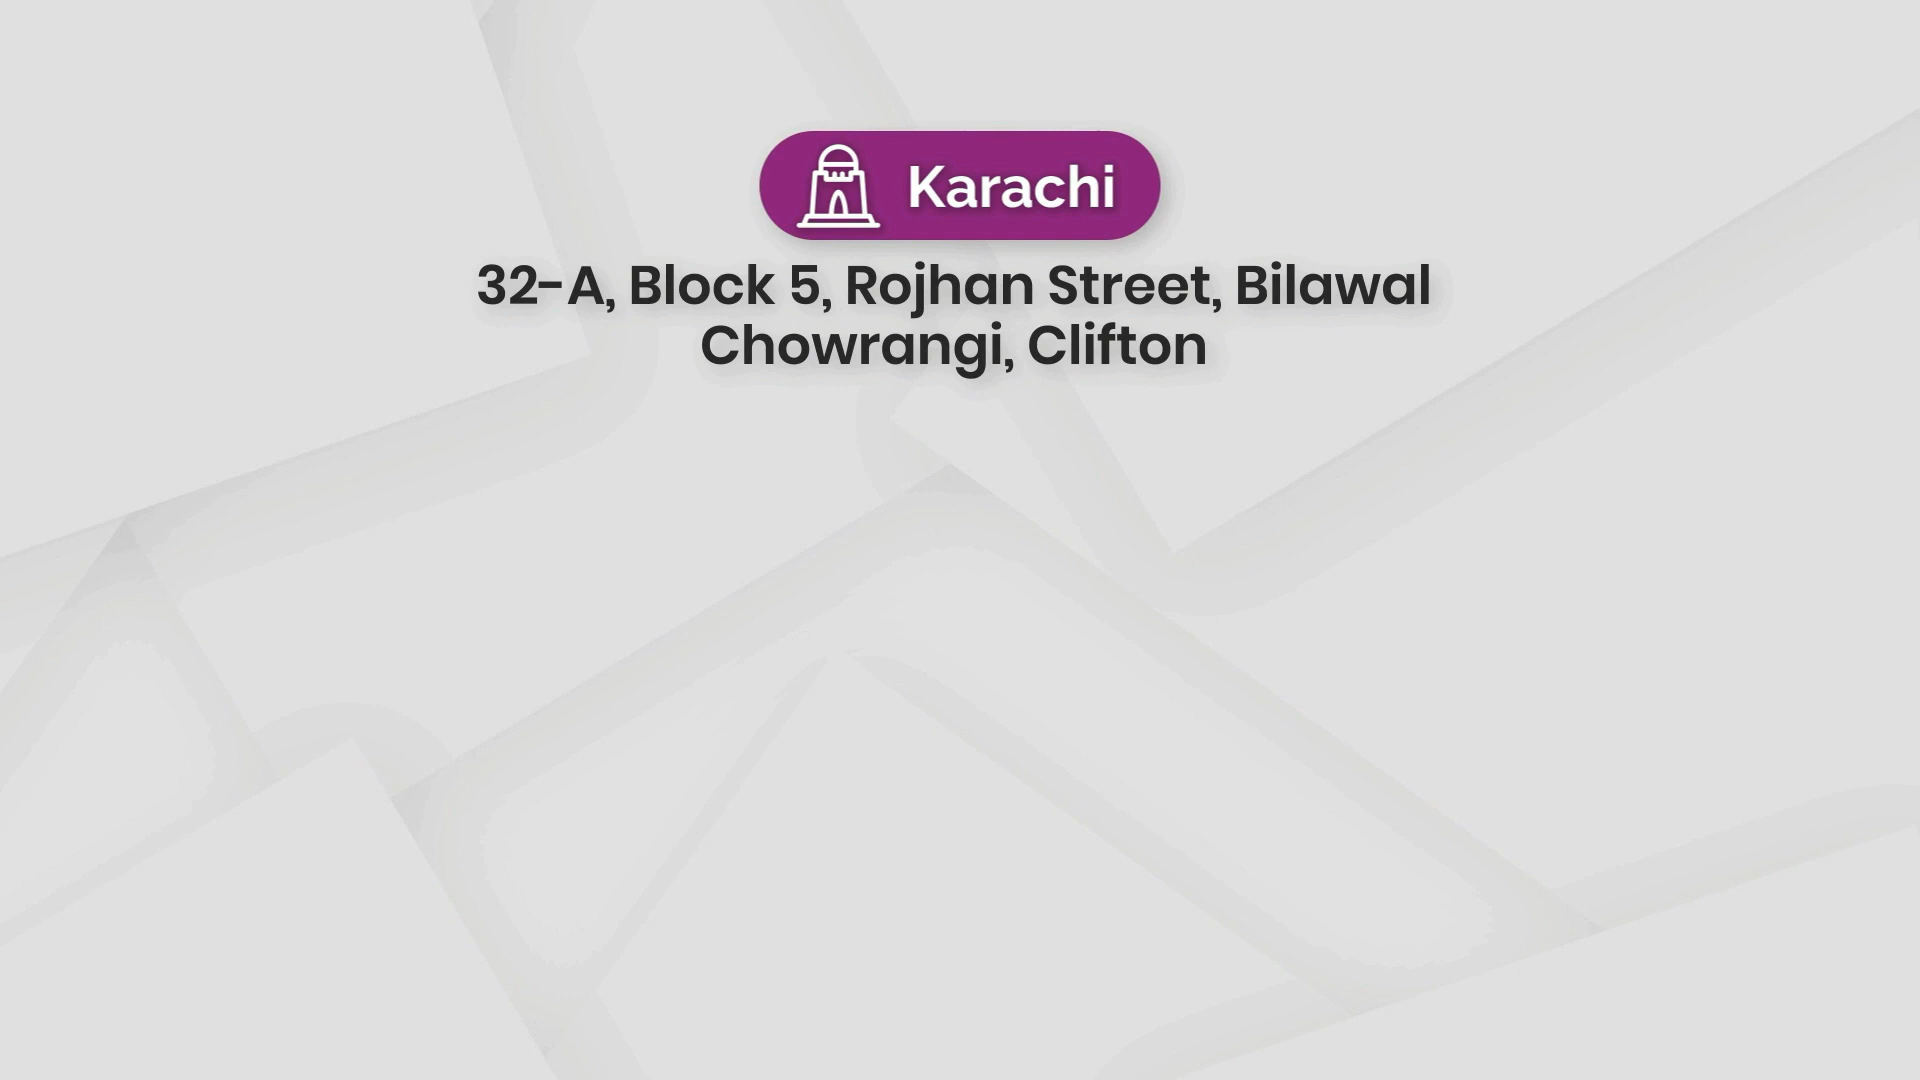 Karachi
32-A, Block 5, Rojhan Street, Bilawal
Chowrangi, Clifton